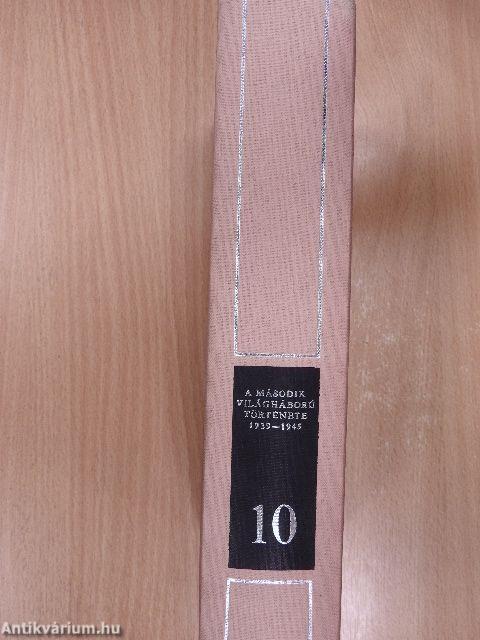 A MÁSODIK
VILÁGHÁBORÚ
TÖRTÉNETE
1939–1945
10
Antikvárium.hu